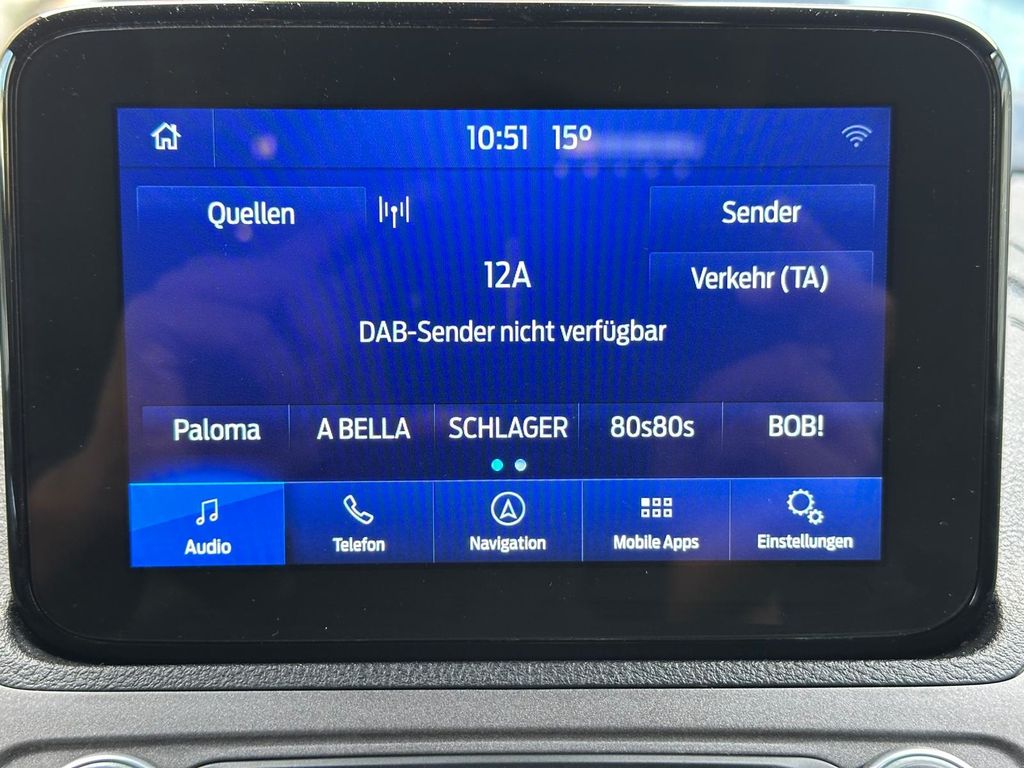 10:51 15º
Quellen
Sender
12A
Verkehr (TA)
DAB-Sender nicht verfügbar
Paloma A BELLA SCHLAGER 80s80s BOB!
Audio Telefon Navigation Mobile Apps Einstellungen